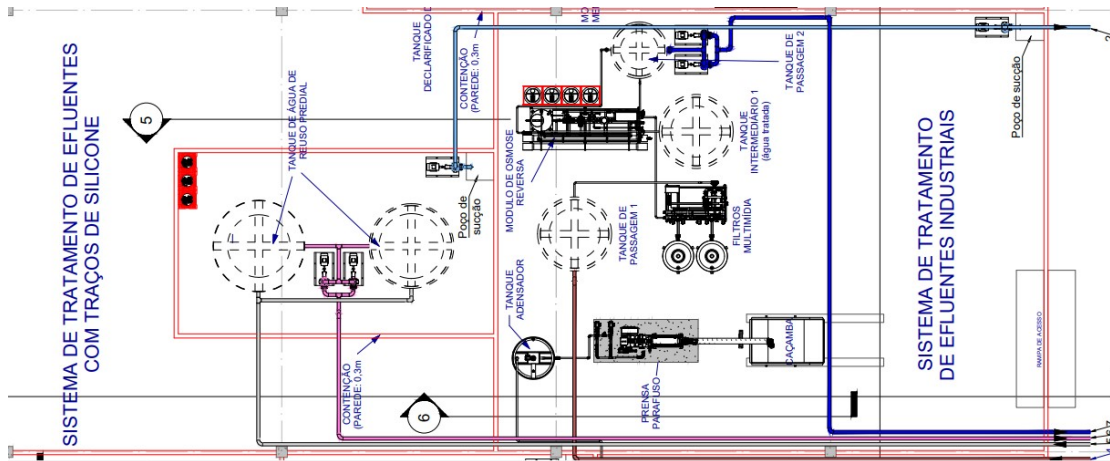 SISTEMA DE TRATAMENTO DE EFLUENTES
COM TRAÇOS DE SILICONE
5
TANQUE DE ÁGUA DE
REUSO PREDIAL
TANQUE
CONTENÇÃO
(PAREDE: 0,3m
Poço de
sucção
CONTENÇÃO
(PAREDE: 0,3m
6
MODULO DE OSMOSE
REVERSA
TANQUE
ADENSADOR
TANQUE DE
PASSAGEM 1
TANQUE DE
PASSAGEM 2
TANQUE
INTERMEDIÁRIO 1
(água tratada)
FILTROS
MULTIMÍDIA
PRENSA
PARAFUSO
CAÇAMBA
SISTEMA DE TRATAMENTO
DE EFLUENTES INDUSTRIAIS
Poço de sucção
RAMPA DE ACESSO